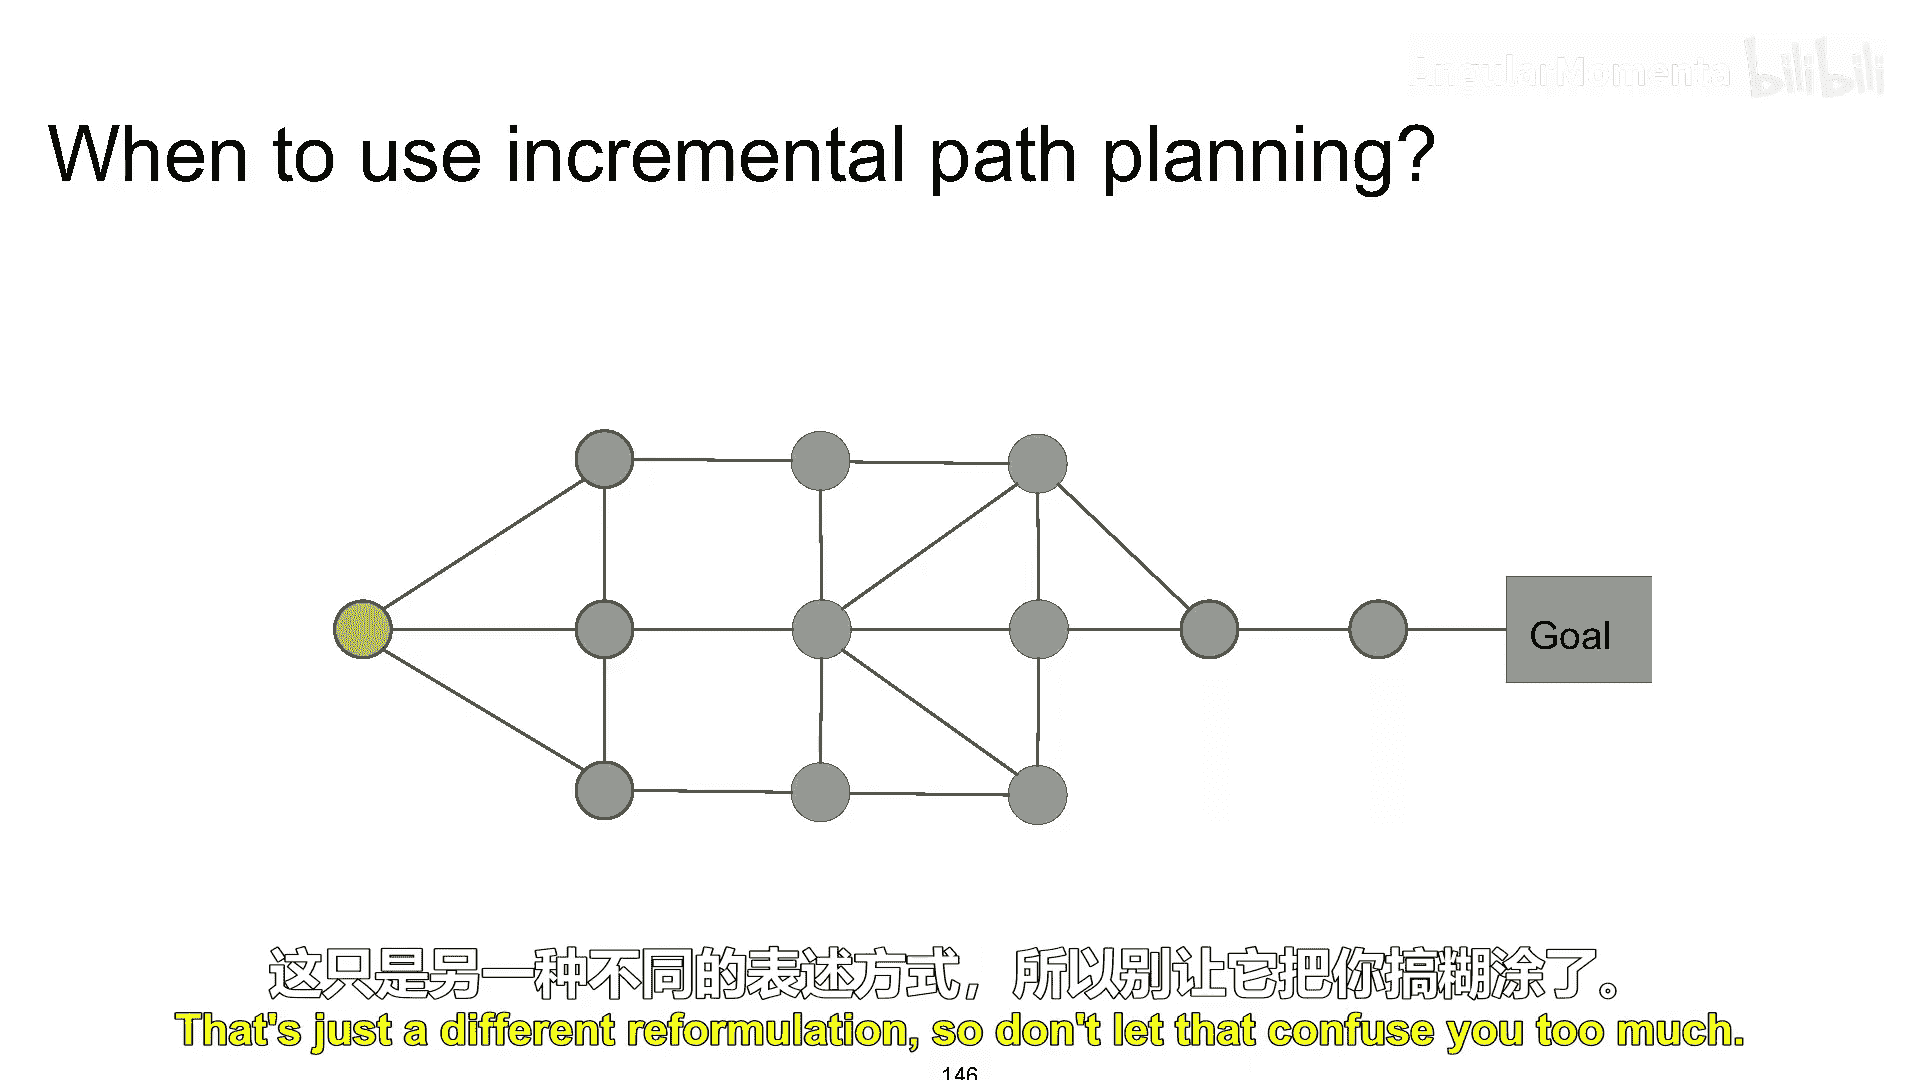 AngularMomenta bilibili
When to use incremental path planning?
Goal
这只是另一种不同的表述方式，所以别让它把你搞糊涂了。
That's just a different reformulation, so don't let that confuse you too much.
146